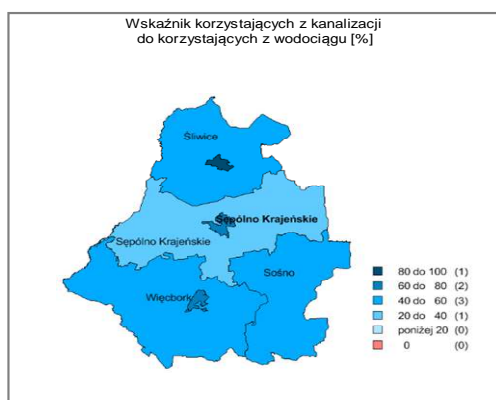 Wskaźnik korzystających z kanalizacji
do korzystających z wodociągu [%]
Śliwice
Sępólno Krajeńskie
Sępólno Krajeńskie
Sośno
Więcbork
80 do 100 (1)
60 do 80 (2)
40 do 60 (3)
20 do 40 (1)
poniżej 20 (0)
0 (0)